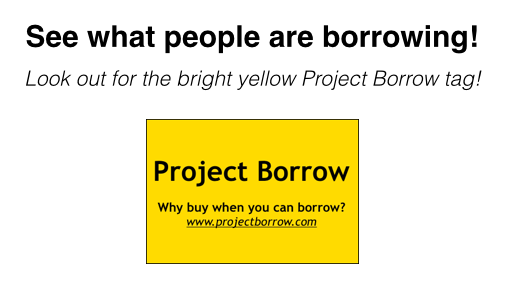 See what people are borrowing!
Look out for the bright yellow Project Borrow tag!
Project Borrow
Why buy when you can borrow?
www.projectborrow.com